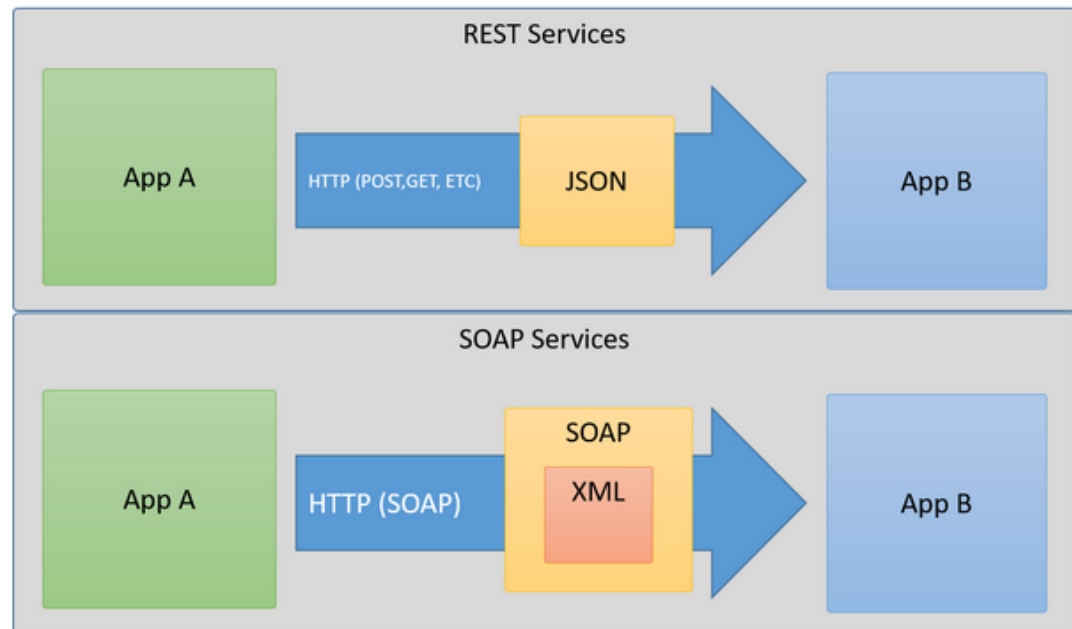 REST Services
App A
HTTP (POST,GET, ETC)
JSON
App B
SOAP Services
App A
HTTP (SOAP)
SOAP
XML
App B